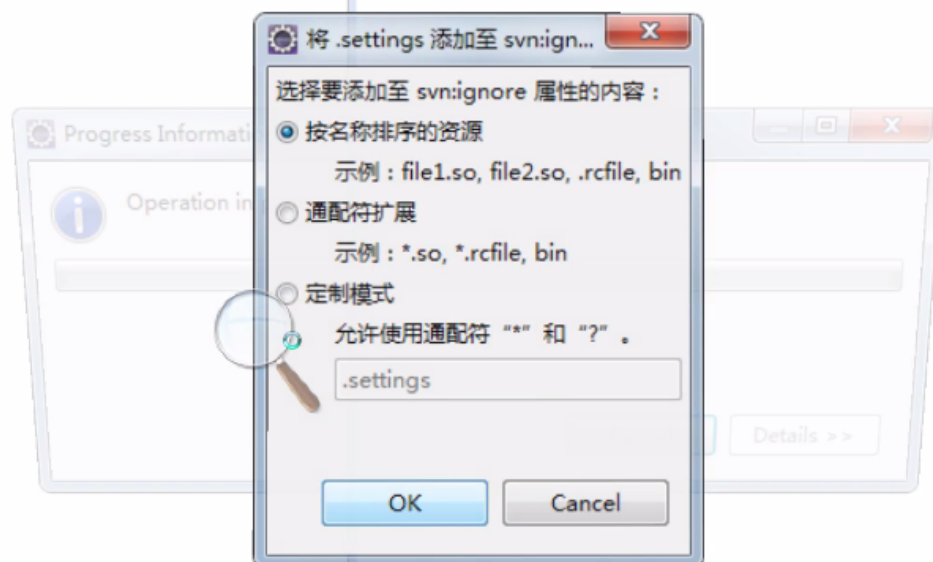 将 .settings 添加至 svn:ign...
选择要添加至 svn:ignore 属性的内容：
Progress Informati
按名称排序的资源
示例：file1.so, file2.so, .rcfile, bin
Operation in
通配符扩展
示例：*.so, *.rcfile, bin
定制模式
允许使用通配符 “*” 和 “?” 。
.settings
Details >>
OK
Cancel